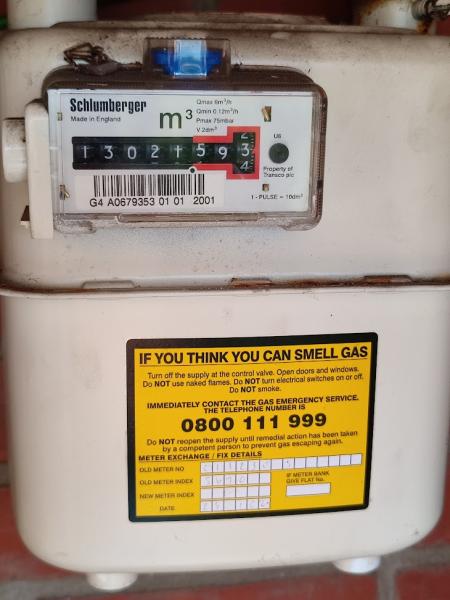 Schlumberger
Made in England
m³
Qmax 6m³/h
Qmin 0.12m³/h
Pmax 75mbar
V 2dm³
U6
1 3 0 2 1 5 9 3
Property of
Transco plc
G4 A0679353 01 01 2001
1 - PULSE = 10dm³
IF YOU THINK YOU CAN SMELL GAS
Turn off the supply at the control valve. Open doors and windows.
Do NOT use naked flames. Do NOT turn electrical switches on or off.
Do NOT smoke.
IMMEDIATELY CONTACT THE GAS EMERGENCY SERVICE.
THE TELEPHONE NUMBER IS
0800 111 999
Do NOT reopen the supply until remedial action has been taken
by a competent person to prevent gas escaping again.
METER EXCHANGE / FIX DETAILS
OLD METER NO
OLD METER INDEX
IF METER BANK
GIVE FLAT No.
NEW METER INDEX
DATE